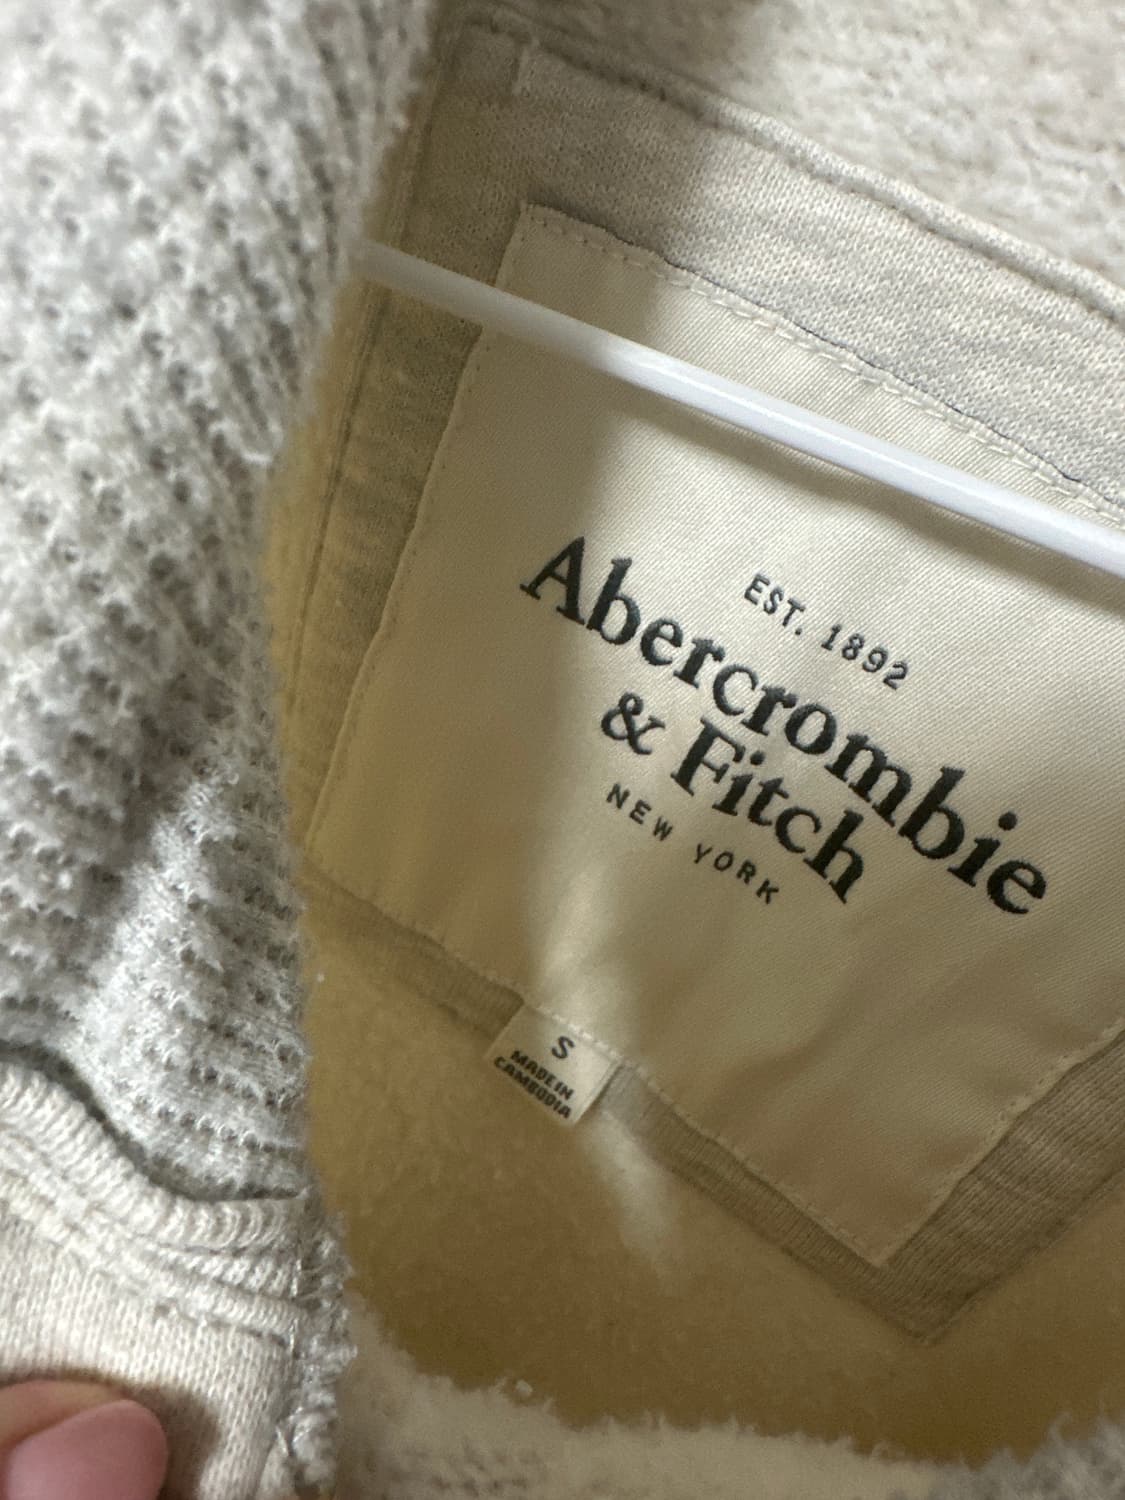 EST. 1892
Abercrombie
& Fitch
NEW YORK
S
MADE IN
CAMBODIA